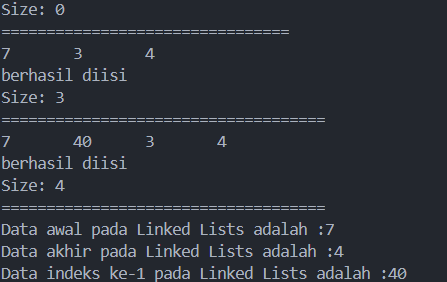 Size: 0
================================
7 3 4
berhasil diisi
Size: 3
====================================
7 40 3 4
berhasil diisi
Size: 4
====================================
Data awal pada Linked Lists adalah :7
Data akhir pada Linked Lists adalah :4
Data indeks ke-1 pada Linked Lists adalah :40